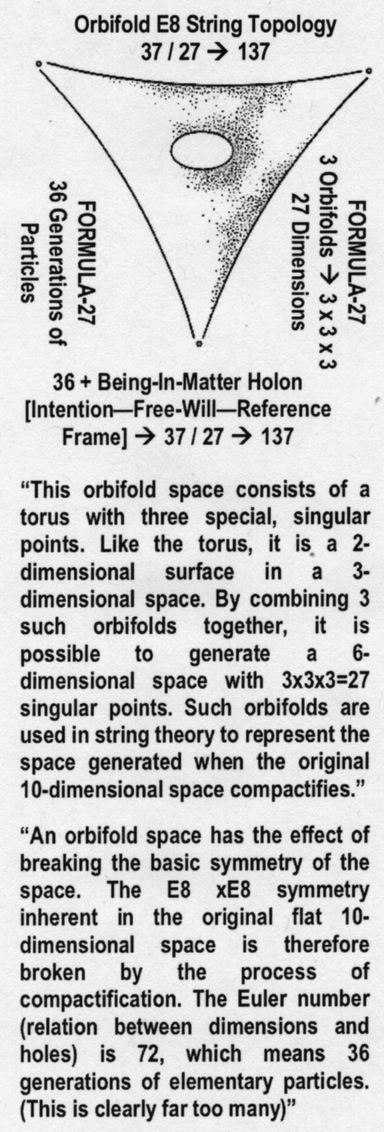 Orbifold E8 String Topology
37 / 27 → 137
FORMULA-27
36 Generations of
Particles
FORMULA-27
3 Orbifolds → 3 x 3 x 3
27 Dimensions
36 + Being-In-Matter Holon
[Intention—Free-Will—Reference
Frame] → 37 / 27 → 137
“This orbifold space consists of a
torus with three special, singular
points. Like the torus, it is a 2-
dimensional surface in a 3-
dimensional space. By combining 3
such orbifolds together, it is
possible to generate a 6-
dimensional space with 3x3x3=27
singular points. Such orbifolds are
used in string theory to represent the
space generated when the original
10-dimensional space compactifies.”
“An orbifold space has the effect of
breaking the basic symmetry of the
space. The E8 xE8 symmetry
inherent in the original flat 10-
dimensional space is therefore
broken by the process of
compactification. The Euler number
(relation between dimensions and
holes) is 72, which means 36
generations of elementary particles.
(This is clearly far too many)”